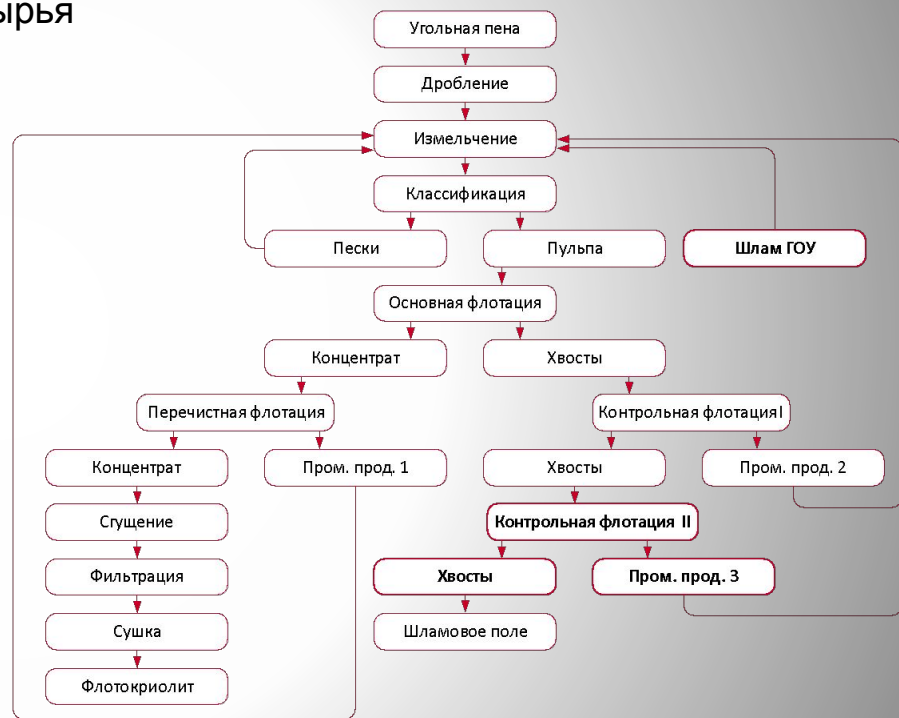 ырья
Угольная пена
Дробление
Измельчение
Классификация
Пески
Пульпа
Шлам ГОУ
Основная флотация
Концентрат
Хвосты
Перечистная флотация
Контрольная флотация I
Концентрат
Пром. прод. 1
Хвосты
Пром. прод. 2
Сгущение
Контрольная флотация II
Фильтрация
Хвосты
Пром. прод. 3
Сушка
Шламовое поле
Флотокриолит